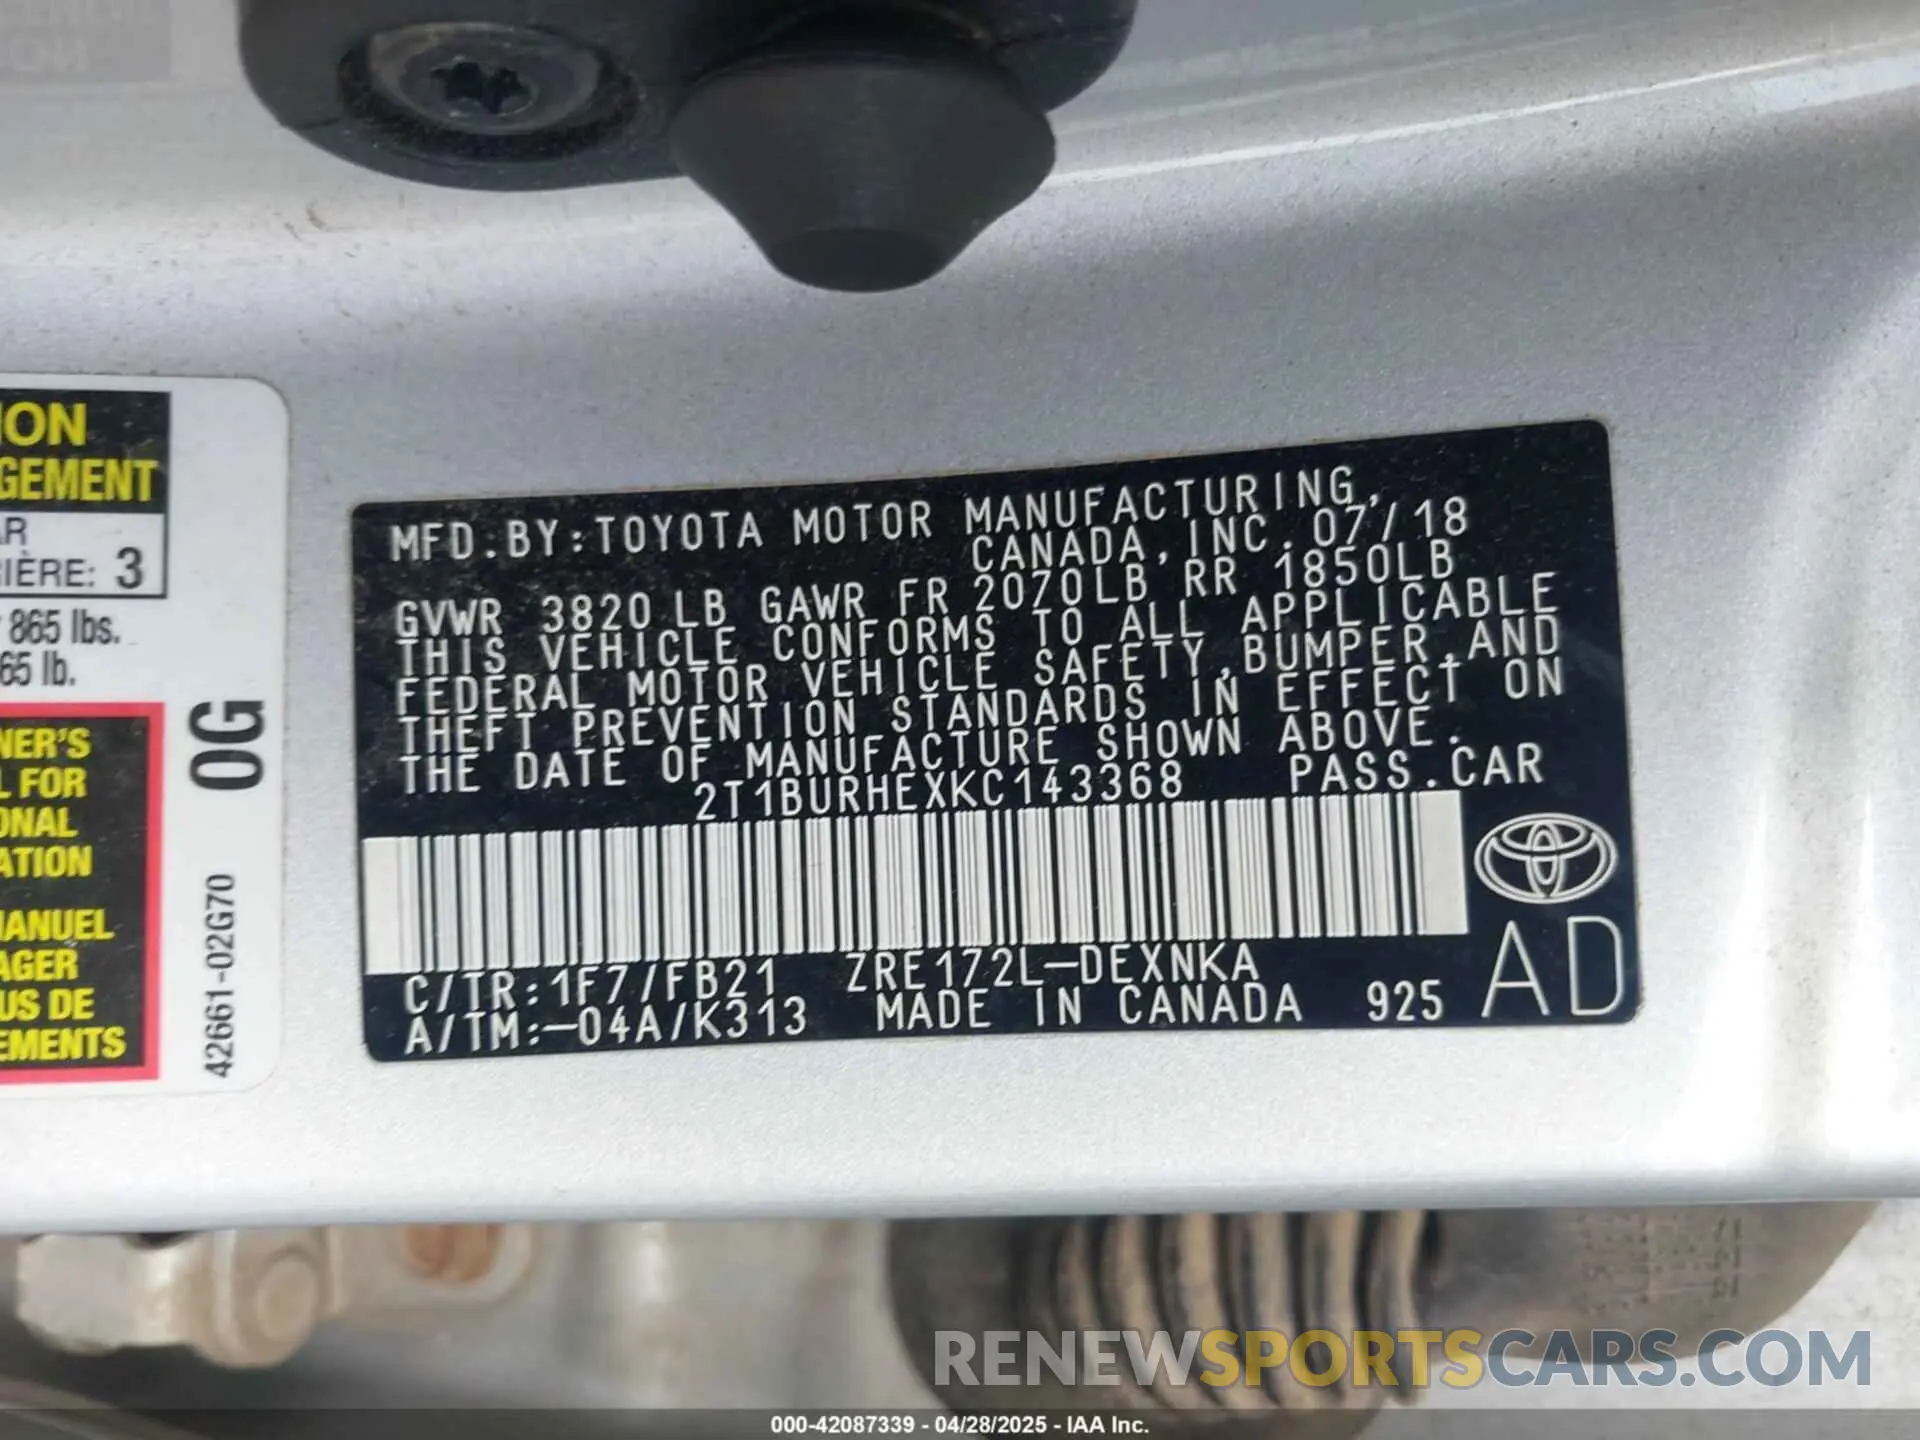 ION
GEMENT
AR
IÈRE: 3
865 lbs.
65 lb.
NER'S
L FOR
ONAL
ATION
MANUEL
AGER
US DE
EMENTS
0G
42661-02G70
MFD.BY:TOYOTA MOTOR MANUFACTURING,
CANADA,INC.07/18
GVWR 3820LB GAWR FR 2070LB RR 1850LB
THIS VEHICLE CONFORMS TO ALL APPLICABLE
FEDERAL MOTOR VEHICLE SAFETY,BUMPER,AND
THEFT PREVENTION STANDARDS IN EFFECT ON
THE DATE OF MANUFACTURE SHOWN ABOVE.
2T1BURHEXKC143368 PASS.CAR
C/TR:1F7/FB21 ZRE172L-DEXNKA
A/TM:-04A/K313 MADE IN CANADA 925
AD
RENEWSPORTSCARS.COM
000-42087339 - 04/28/2025 - IAA Inc.